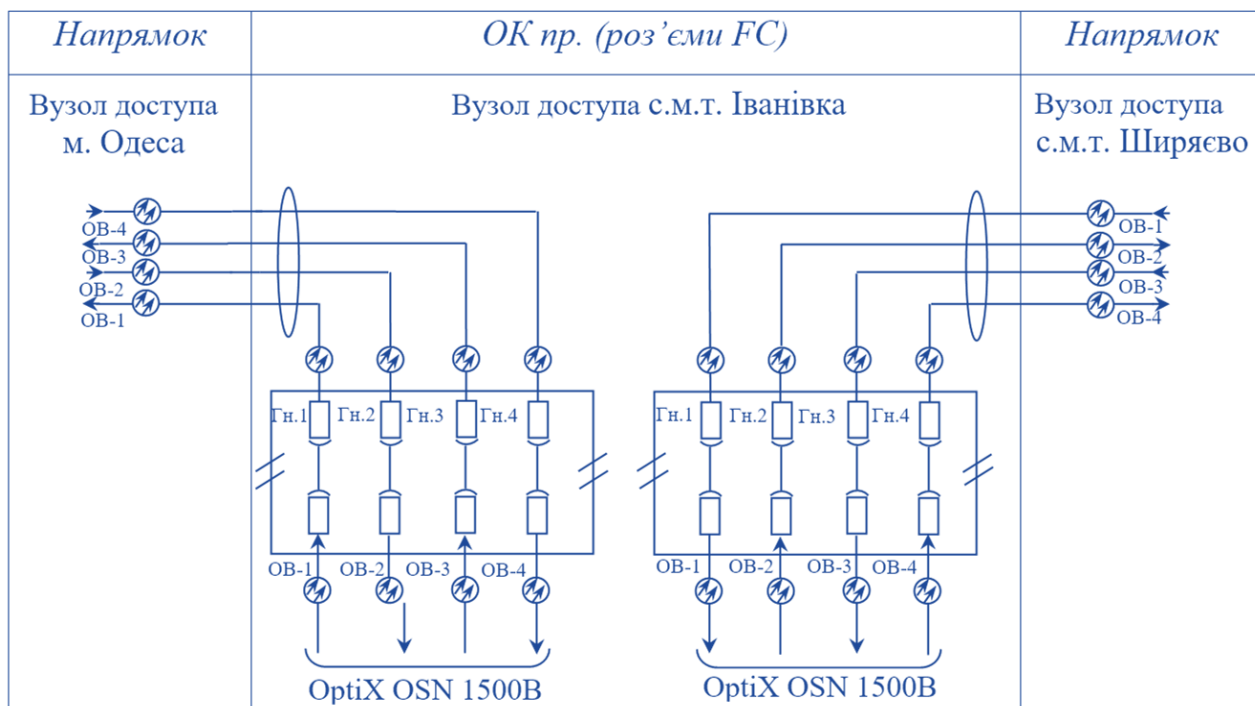 Напрямок
ОК пр. (роз’єми FC)
Напрямок
Вузол доступа
м. Одеса
Вузол доступа с.м.т. Іванівка
Вузол доступа
с.м.т. Ширяєво
ОВ-4
ОВ-3
ОВ-2
ОВ-1
ОВ-1
ОВ-2
ОВ-3
ОВ-4
Гн.1 Гн.2 Гн.3 Гн.4
Гн.1 Гн.2 Гн.3 Гн.4
ОВ-1 ОВ-2 ОВ-3 ОВ-4
ОВ-1 ОВ-2 ОВ-3 ОВ-4
OptiX OSN 1500B
OptiX OSN 1500B